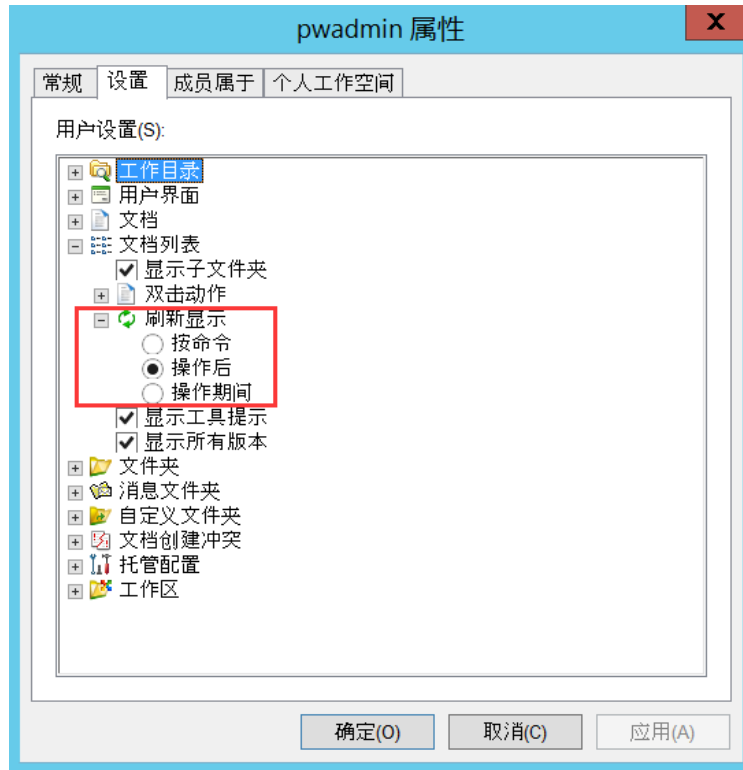 pwadmin 属性
常规 设置 成员属于 个人工作空间
用户设置(S):
工作目录
用户界面
文档
文档列表
显示子文件夹
双击动作
刷新显示
按命令
操作后
操作期间
显示工具提示
显示所有版本
文件夹
消息文件夹
自定义文件夹
文档创建冲突
托管配置
工作区
确定(O) 取消(C) 应用(A)